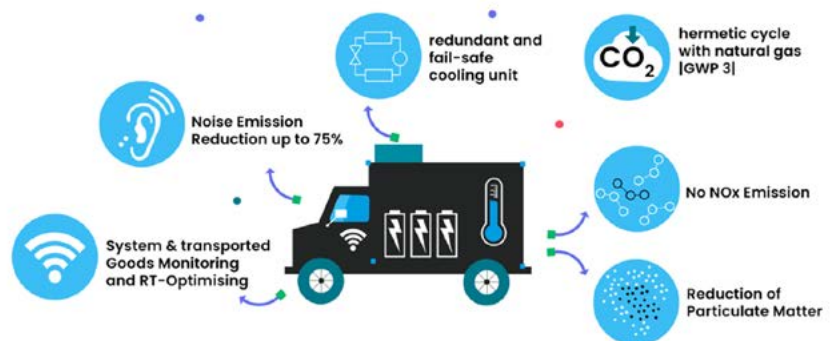 redundant and
fail-safe
cooling unit
CO2
hermetic cycle
with natural gas
|GWP 3|
Noise Emission
Reduction up to 75%
No NOx Emission
System & transported
Goods Monitoring
and RT-Optimising
Reduction of
Particulate Matter